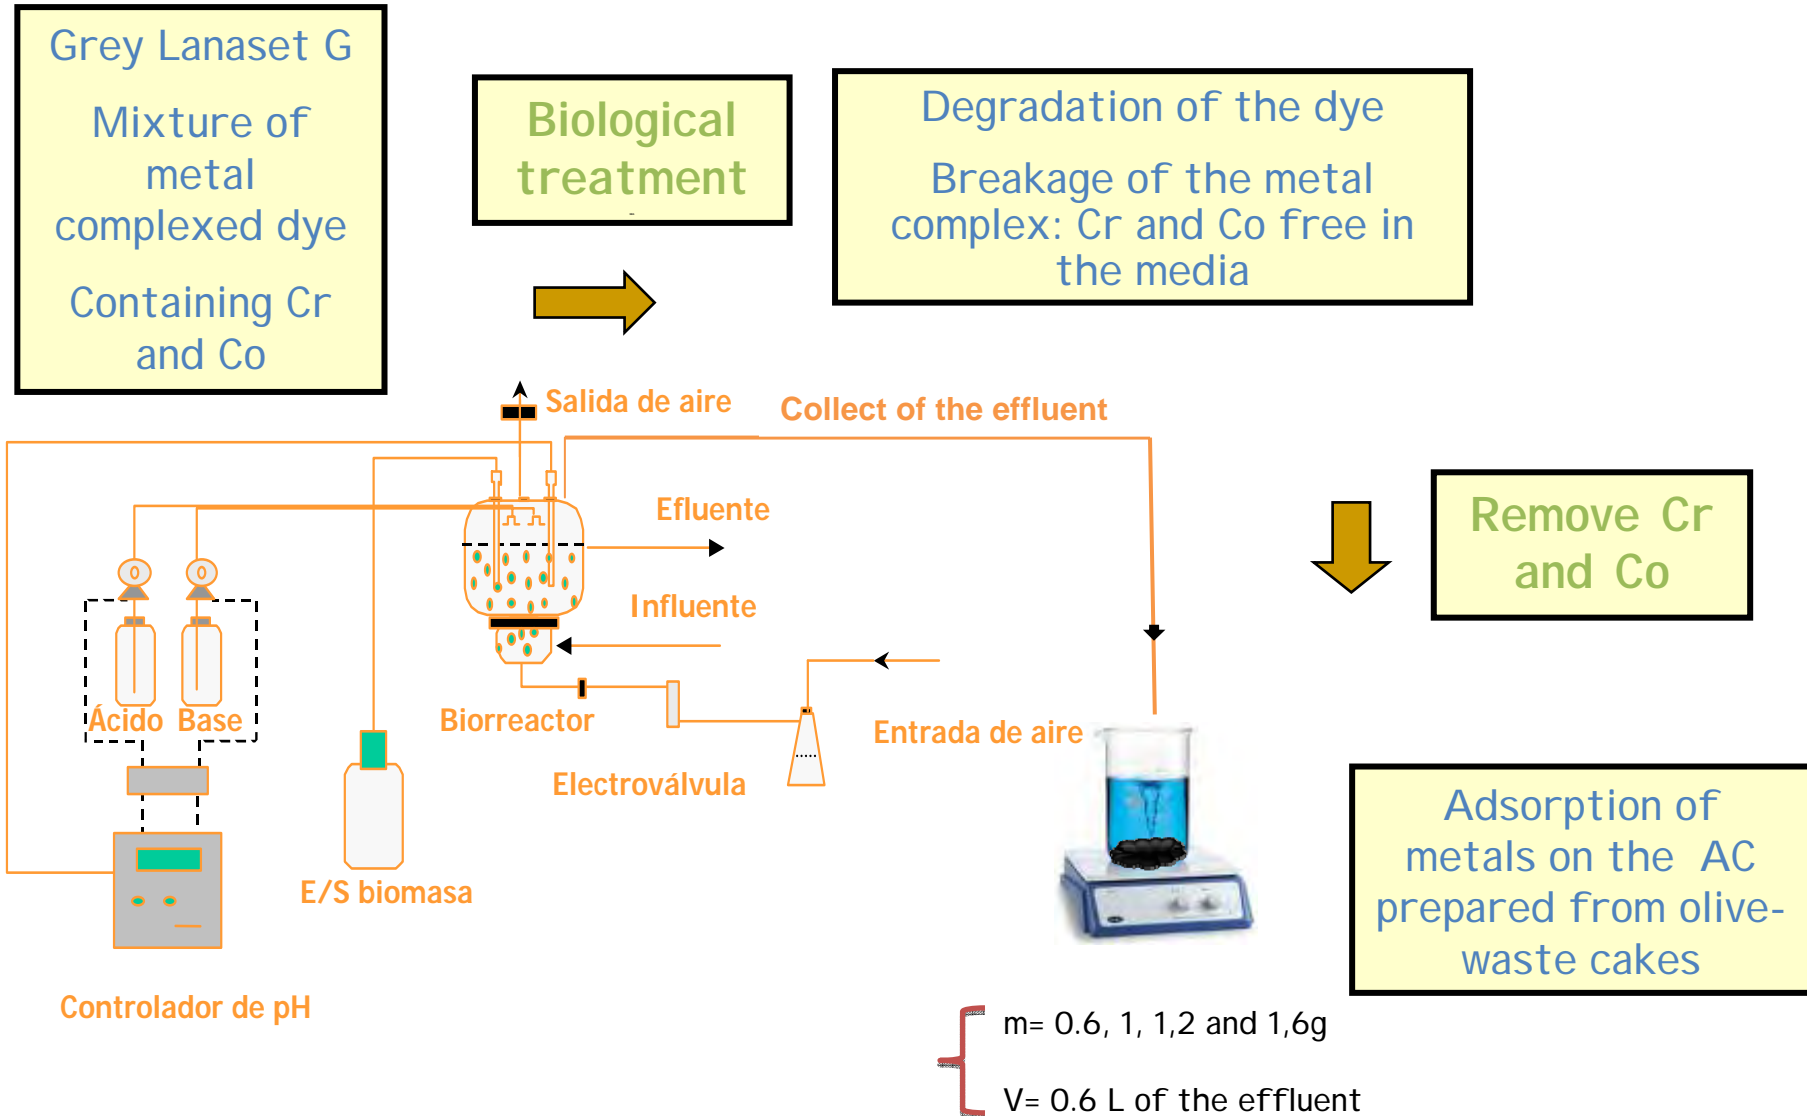 Grey Lanaset G
Mixture of
metal
complexed dye
Containing Cr
and Co
Biological
treatment
Degradation of the dye
Breakage of the metal
complex: Cr and Co free in
the media
Salida de aire
Collect of the effluent
Efluente
Influente
Remove Cr
and Co
Ácido Base
Biorreactor
Entrada de aire
Electroválvula
E/S biomasa
Controlador de pH
Adsorption of
metals on the AC
prepared from olive-
waste cakes
m= 0.6, 1, 1,2 and 1,6g
V= 0.6 L of the effluent